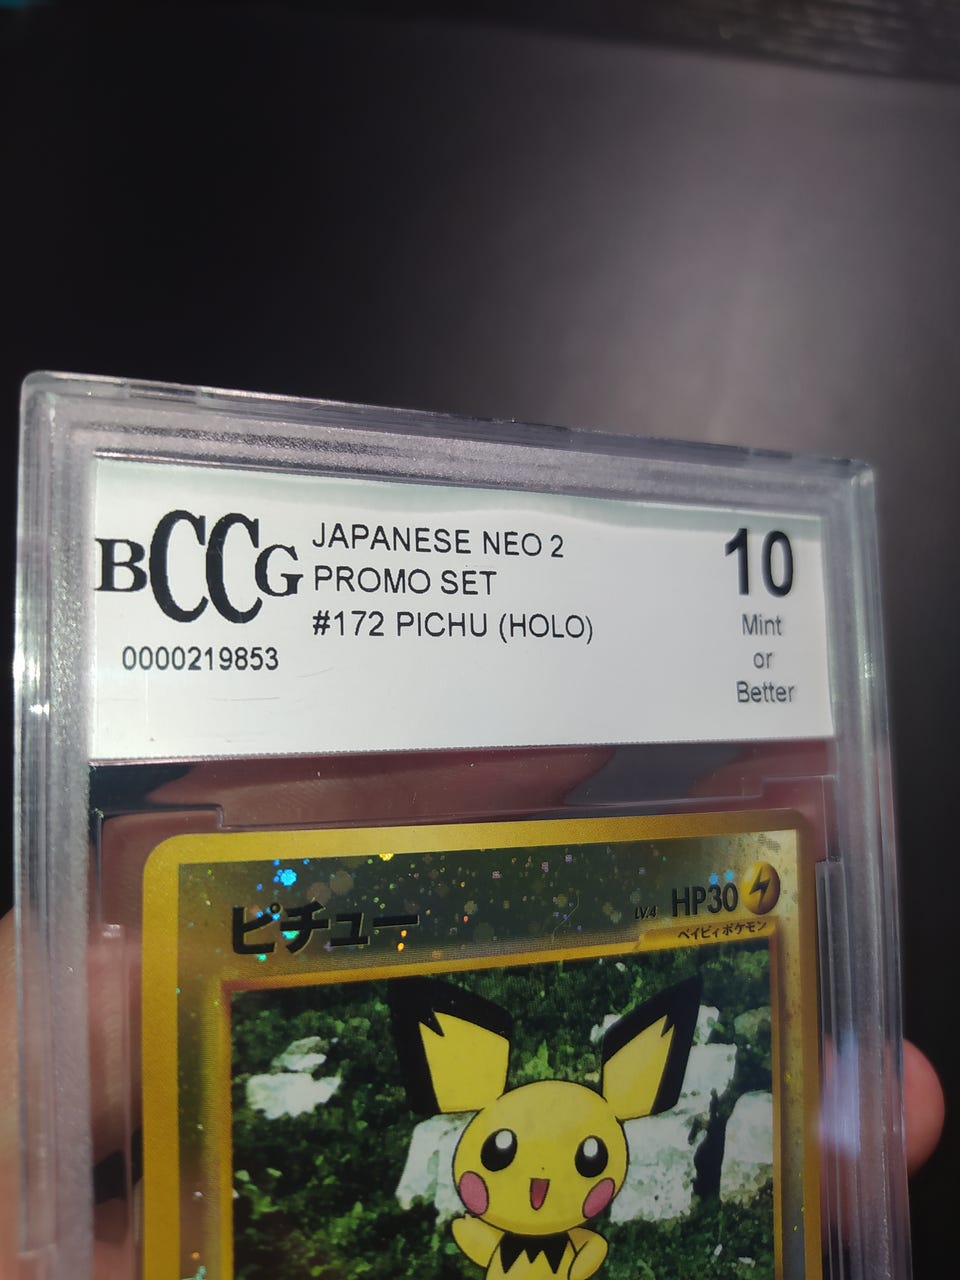 BCCG
JAPANESE NEO 2
PROMO SET
#172 PICHU (HOLO)
0000219853
10
Mint
or
Better
ピチュー
LV.4 HP30
ベイビィポケモン